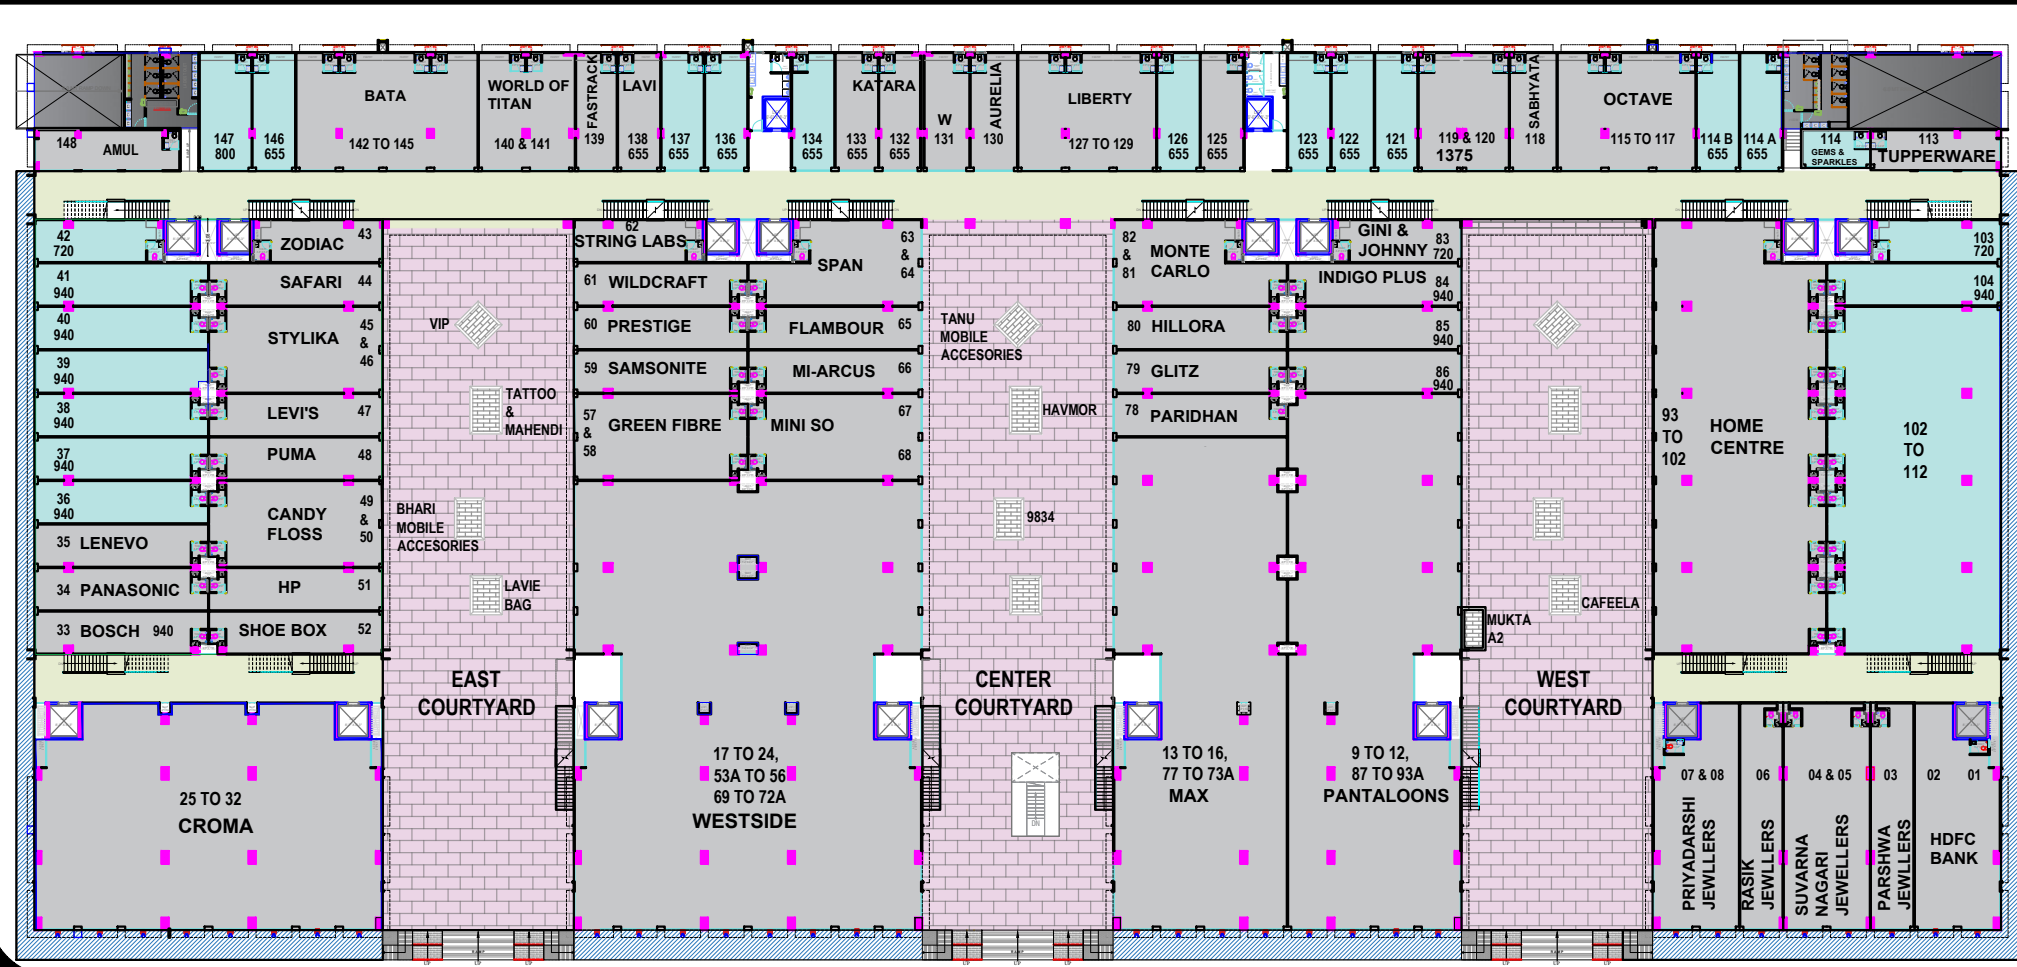 148
AMUL
147
800
146
655
BATA
142 TO 145
WORLD OF
TITAN
140 & 141
FASTRACK
139
LAVI
138
655
137
655
136
655
134
655
KATARA
133
655
132
655
W
131
AURELIA
130
LIBERTY
127 TO 129
126
655
125
655
123
655
122
655
121
655
119 & 120
1375
SABHYATA
118
OCTAVE
115 TO 117
114 B
655
114 A
655
114
GEMS &
SPARKLES
113
TUPPERWARE
42
720
41
940
40
940
39
940
38
940
37
940
36
940
35 LENEVO
34 PANASONIC
33 BOSCH 940
ZODIAC 43
SAFARI 44
STYLIKA
45
&
46
LEVI'S 47
PUMA 48
CANDY
FLOSS
49
&
50
HP 51
SHOE BOX 52
25 TO 32
CROMA
VIP
TATTOO
&
MAHENDI
BHARI
MOBILE
ACCESORIES
LAVIE
BAG
EAST
COURTYARD
62
STRING LABS
61 WILDCRAFT
60 PRESTIGE
59 SAMSONITE
57
&
58
GREEN FIBRE
SPAN
63
&
64
FLAMBOUR 65
MI-ARCUS 66
MINI SO
67
68
17 TO 24,
53A TO 56
69 TO 72A
WESTSIDE
TANU
MOBILE
ACCESORIES
HAVMOR
9834
CENTER
COURTYARD
DN
82
&
81
MONTE
CARLO
80 HILLORA
79 GLITZ
78 PARIDHAN
GINI &
JOHNNY
83
720
INDIGO PLUS
84
940
85
940
86
940
13 TO 16,
77 TO 73A
MAX
9 TO 12,
87 TO 93A
PANTALOONS
MUKTA
A2
CAFEELA
WEST
COURTYARD
93
TO
102
HOME
CENTRE
103
720
104
940
102
TO
112
07 & 08
PRIYADARSHI
JEWLLERS
06
RASIK
JEWLLERS
04 & 05
SUVARNA
NAGARI
JEWELLERS
03
PARSHWA
JEWLLERS
02
01
HDFC
BANK
UP
UP
UP
UP
UP
UP
UP
UP
UP